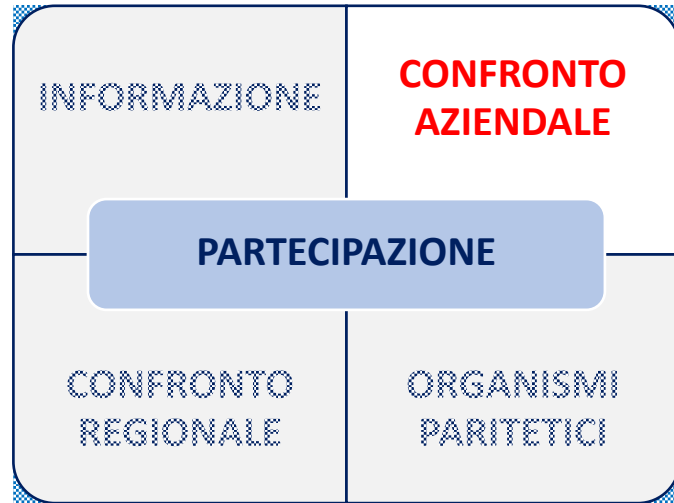 INFORMAZIONE
CONFRONTO
AZIENDALE
PARTECIPAZIONE
CONFRONTO
REGIONALE
ORGANISMI
PARITETICI